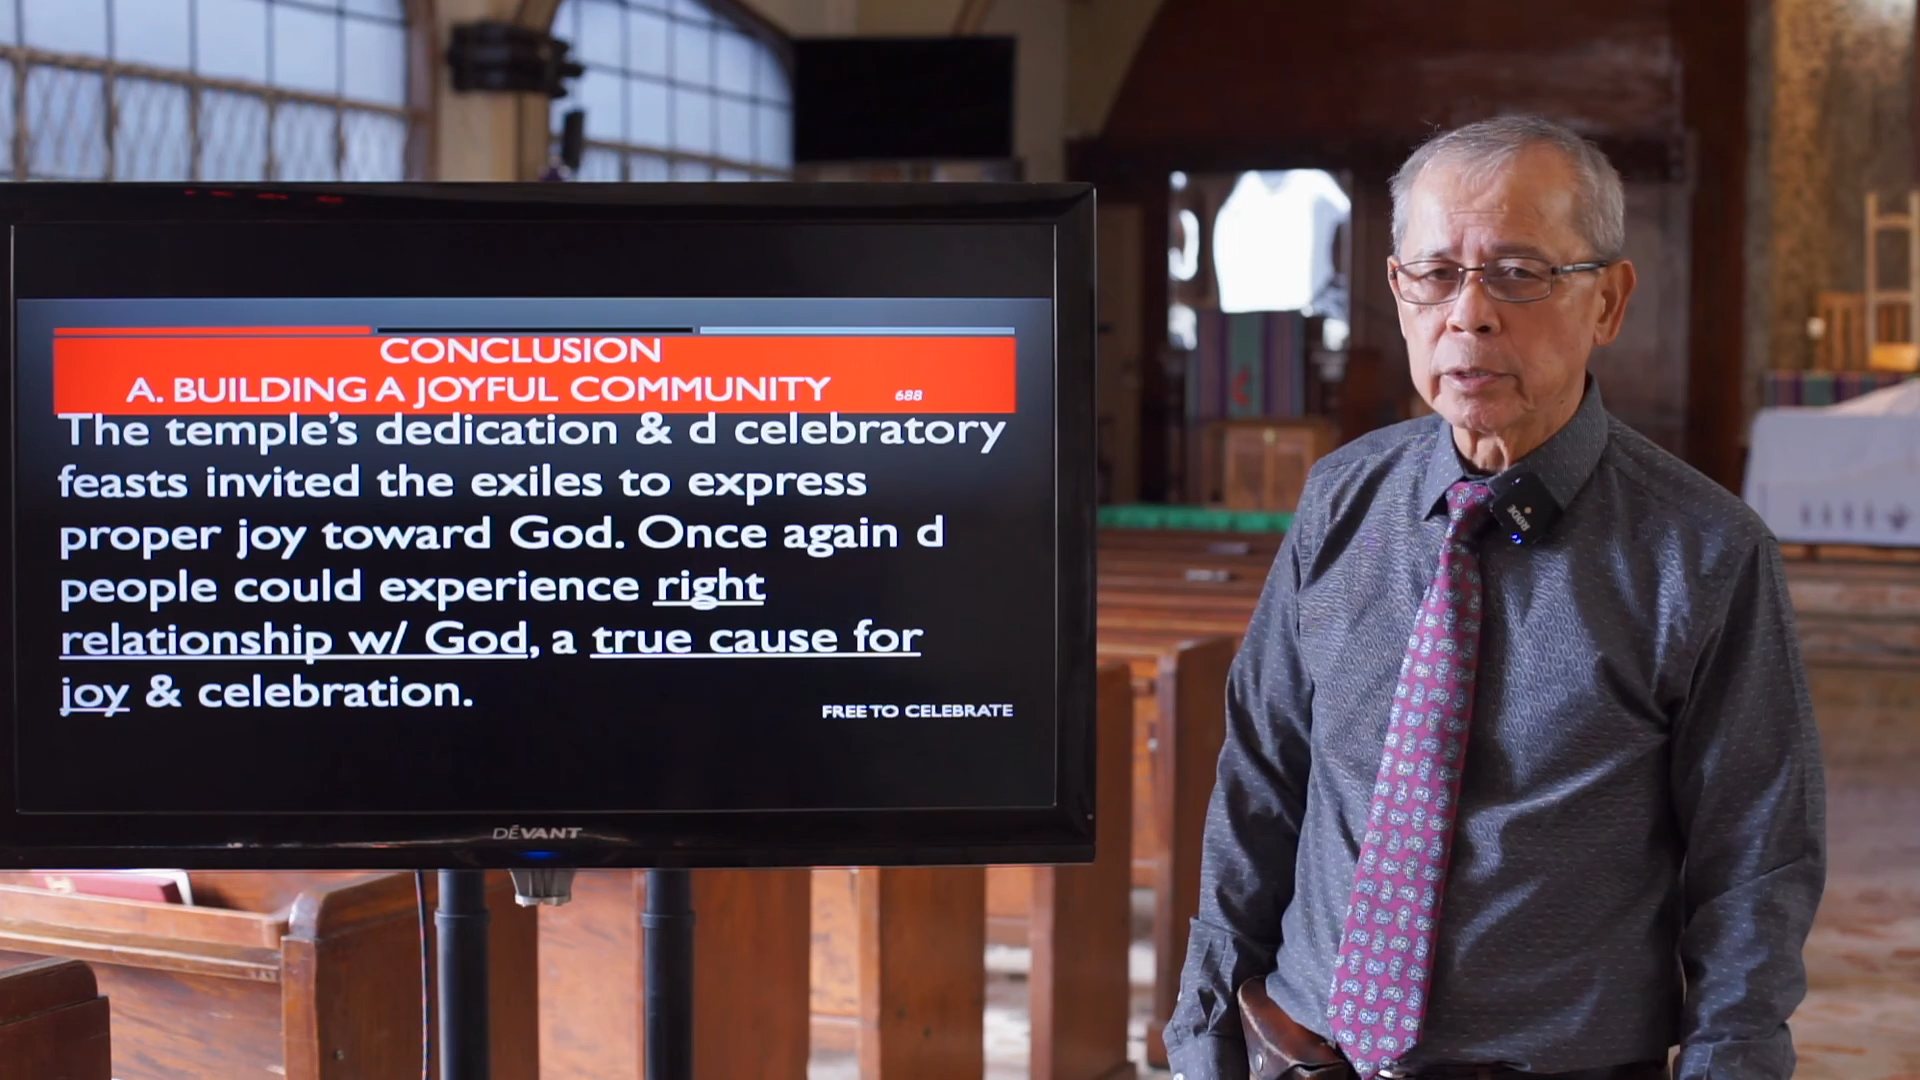 CONCLUSION
A. BUILDING A JOYFUL COMMUNITY 688
The temple's dedication & d celebratory
feasts invited the exiles to express
proper joy toward God. Once again d
people could experience right
relationship w/ God, a true cause for
joy & celebration.
FREE TO CELEBRATE
DEVANT
RØDE